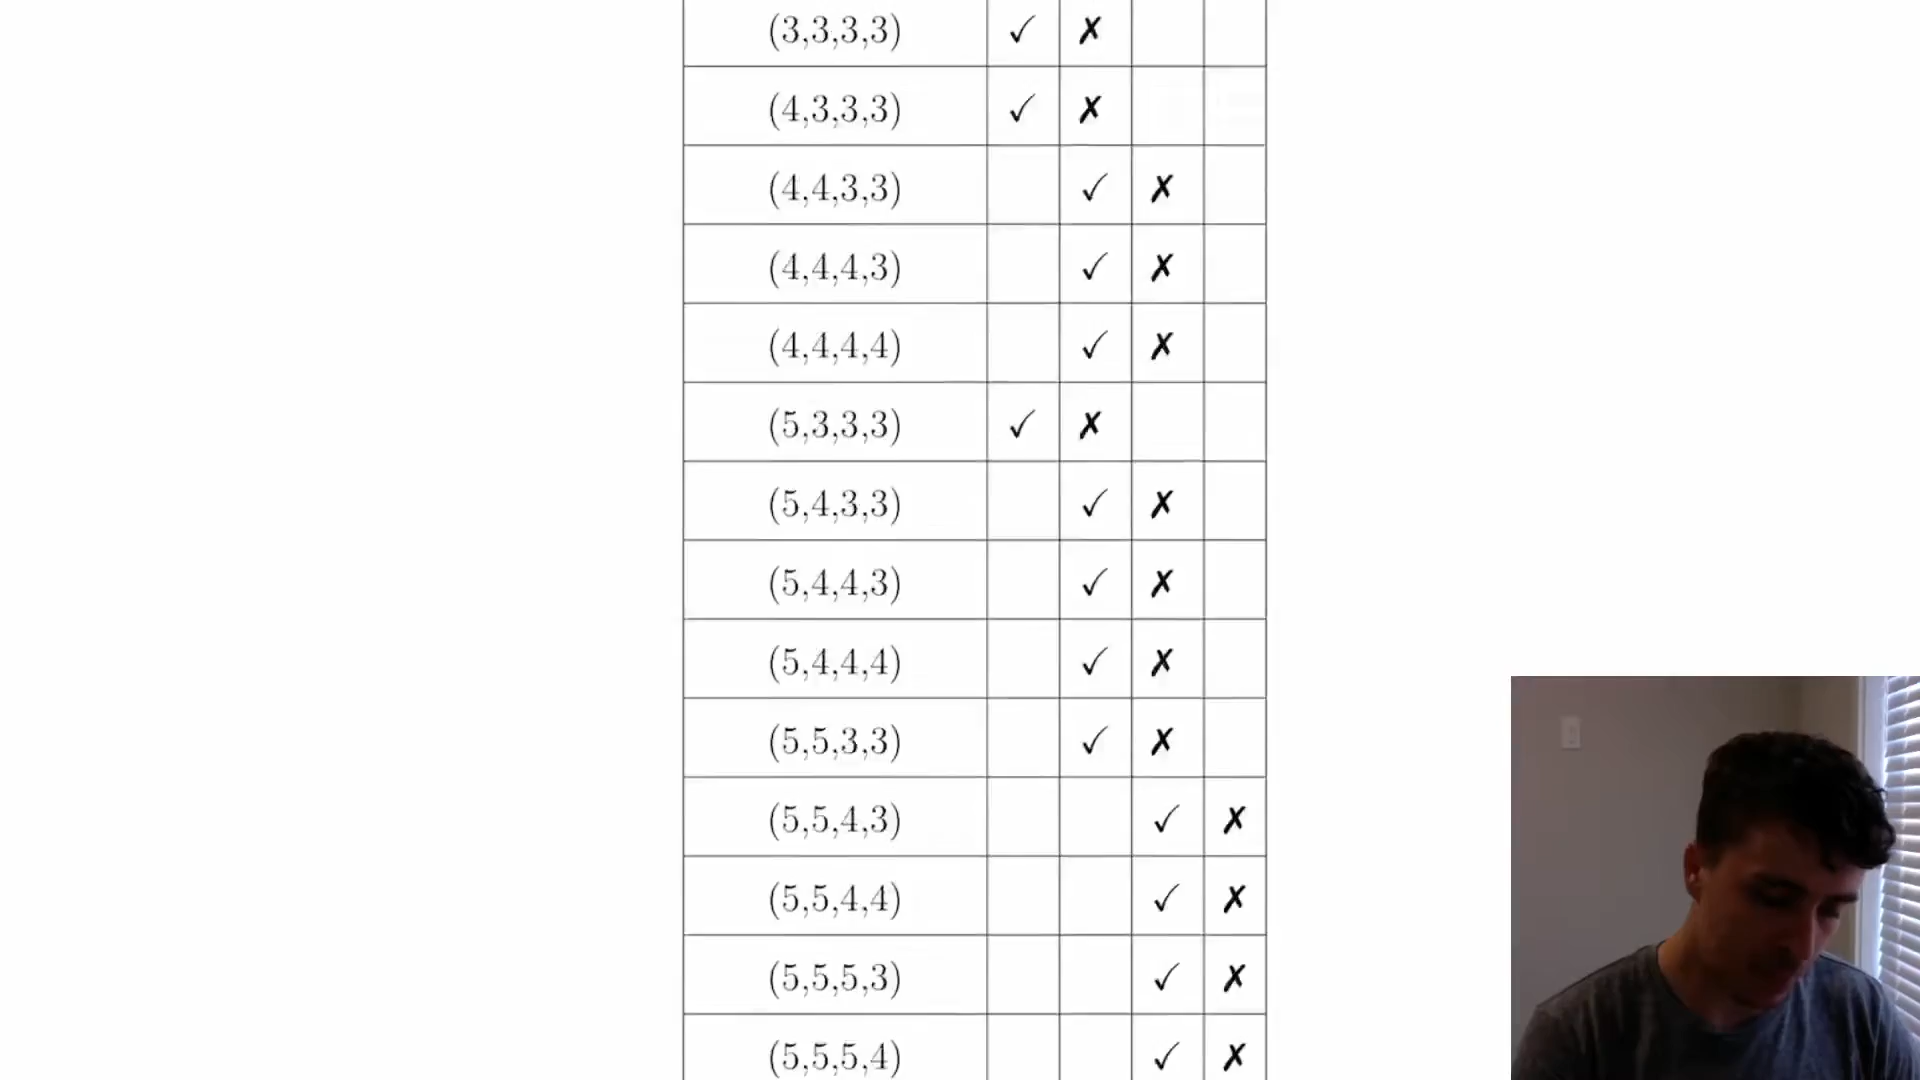 (3,3,3,3) ✓ ✗
(4,3,3,3) ✓ ✗
(4,4,3,3) ✓ ✗
(4,4,4,3) ✓ ✗
(4,4,4,4) ✓ ✗
(5,3,3,3) ✓ ✗
(5,4,3,3) ✓ ✗
(5,4,4,3) ✓ ✗
(5,4,4,4) ✓ ✗
(5,5,3,3) ✓ ✗
(5,5,4,3) ✓ ✗
(5,5,4,4) ✓ ✗
(5,5,5,3) ✓ ✗
(5,5,5,4) ✓ ✗